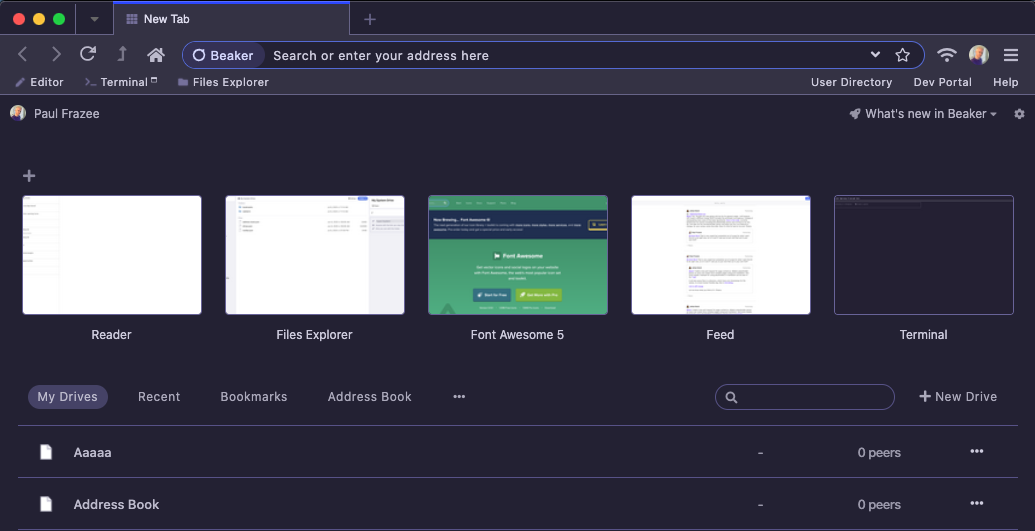 New Tab
Beaker Search or enter your address here
Editor Terminal Files Explorer User Directory Dev Portal Help
Paul Frazee What's new in Beaker
Font Awesome
Reader Files Explorer Font Awesome 5 Feed Terminal
My Drives Recent Bookmarks Address Book ••• New Drive
Aaaaa - 0 peers •••
Address Book - 0 peers •••